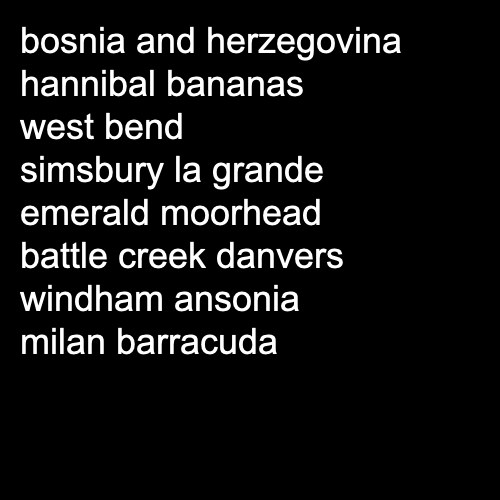 bosnia and herzegovina
hannibal bananas
west bend
simsbury la grande
emerald moorhead
battle creek danvers
windham ansonia
milan barracuda